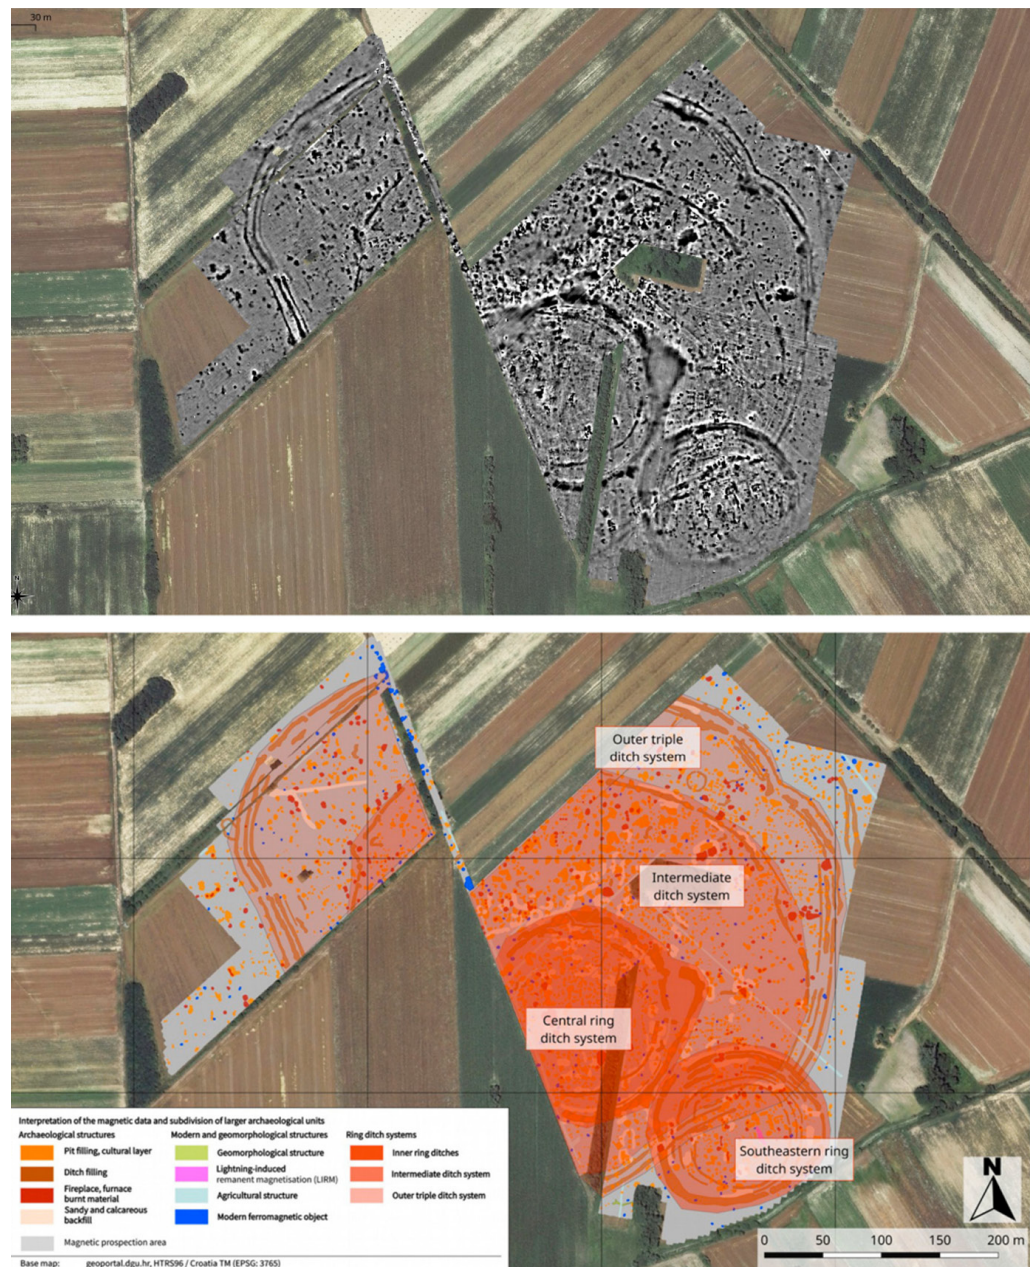 30 m
N
Outer triple
ditch system
Intermediate
ditch system
Central ring
ditch system
Southeastern ring
ditch system
Interpretation of the magnetic data and subdivision of larger archaeological units
Archaeological structures
Pit filling, cultural layer
Ditch filling
Fireplace, furnace
burnt material
Sandy and calcareous
backfill
Magnetic prospection area
Modern and geomorphological structures
Geomorphological structure
Lightning-induced
remanent magnetisation (LIRM)
Agricultural structure
Modern ferromagnetic object
Ring ditch systems
Inner ring ditches
Intermediate ditch system
Outer triple ditch system
Base map: geoportal.dgu.hr, HTRS96 / Croatia TM (EPSG: 3765)
N
0 50 100 150 200 m